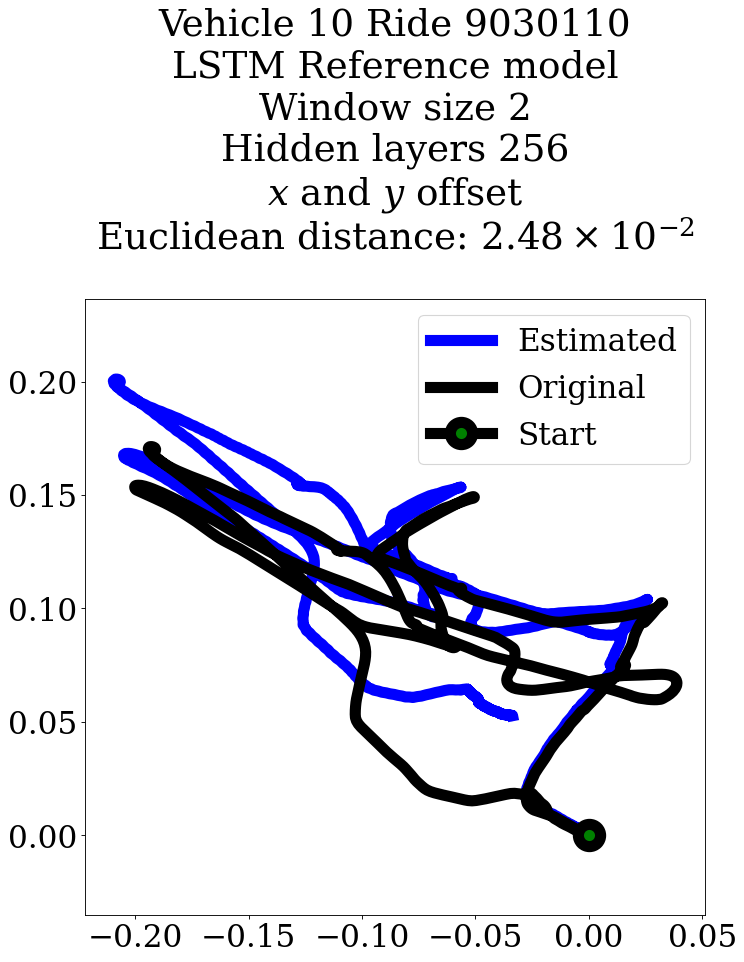 Vehicle 10 Ride 9030110
LSTM Reference model
Window size 2
Hidden layers 256
x and y offset
Euclidean distance: 2.48 × 10⁻²
Estimated
Original
Start
0.20
0.15
0.10
0.05
0.00
−0.20 −0.15 −0.10 −0.05 0.00 0.05